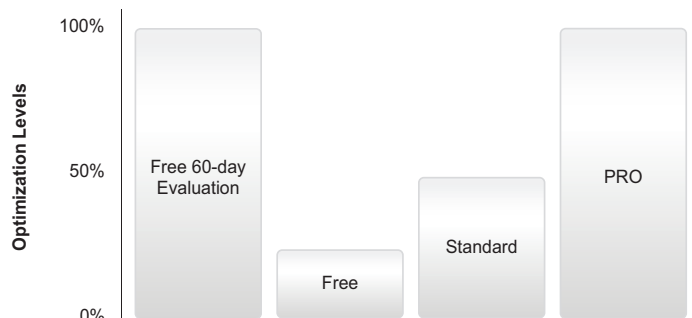 100%
Optimization Levels
Free 60-day
Evaluation
50%
PRO
Standard
Free
0%